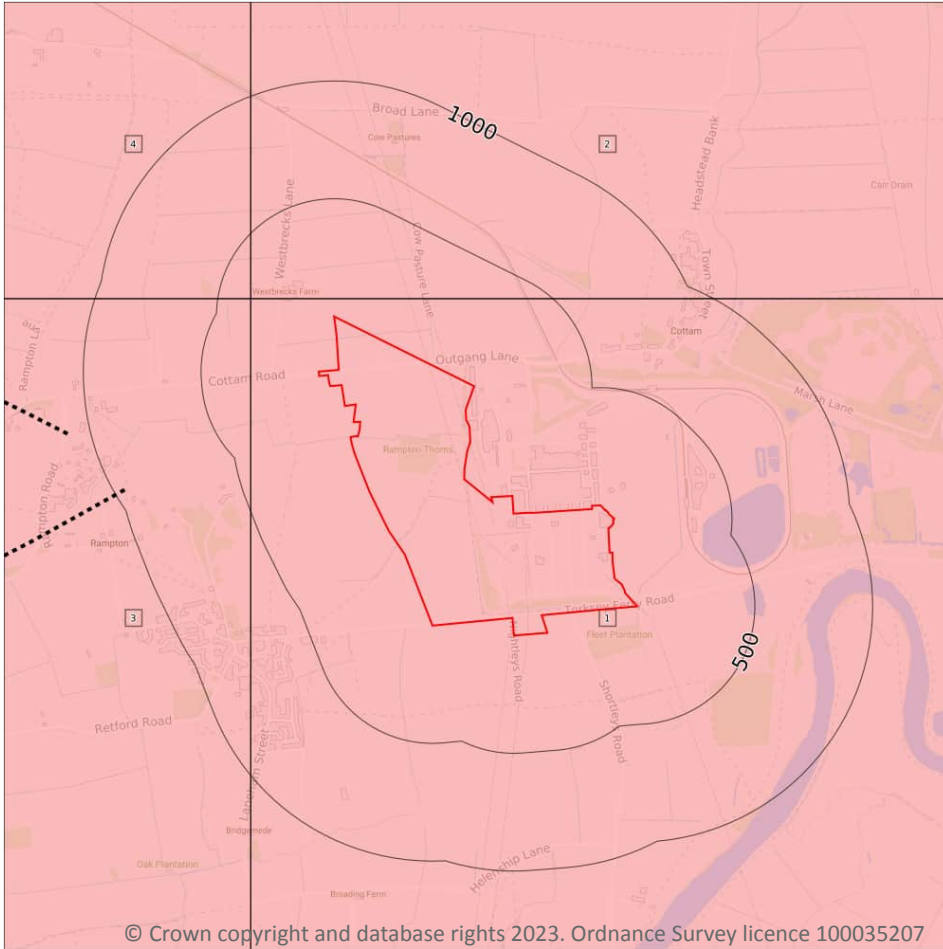 1000
Broad Lane
Cow Pastures
4
2
Headstead Bank
Carr Drain
Westbrecks Lane
Cow Pasture Lane
Town Street
Westbrecks Farm
Cottam
Rampton La
Outgang Lane
Cottam Road
Marsh Lane
Rampton Thorns
Rampton Road
Rampton
Torksey Ferry Road
3
1
Fleet Plantation
500
Nightleys Road
Shortleys Road
Retford Road
Laneham Street
Bridgemede
Helenship Lane
Oak Plantation
Broading Farm
© Crown copyright and database rights 2023. Ordnance Survey licence 100035207